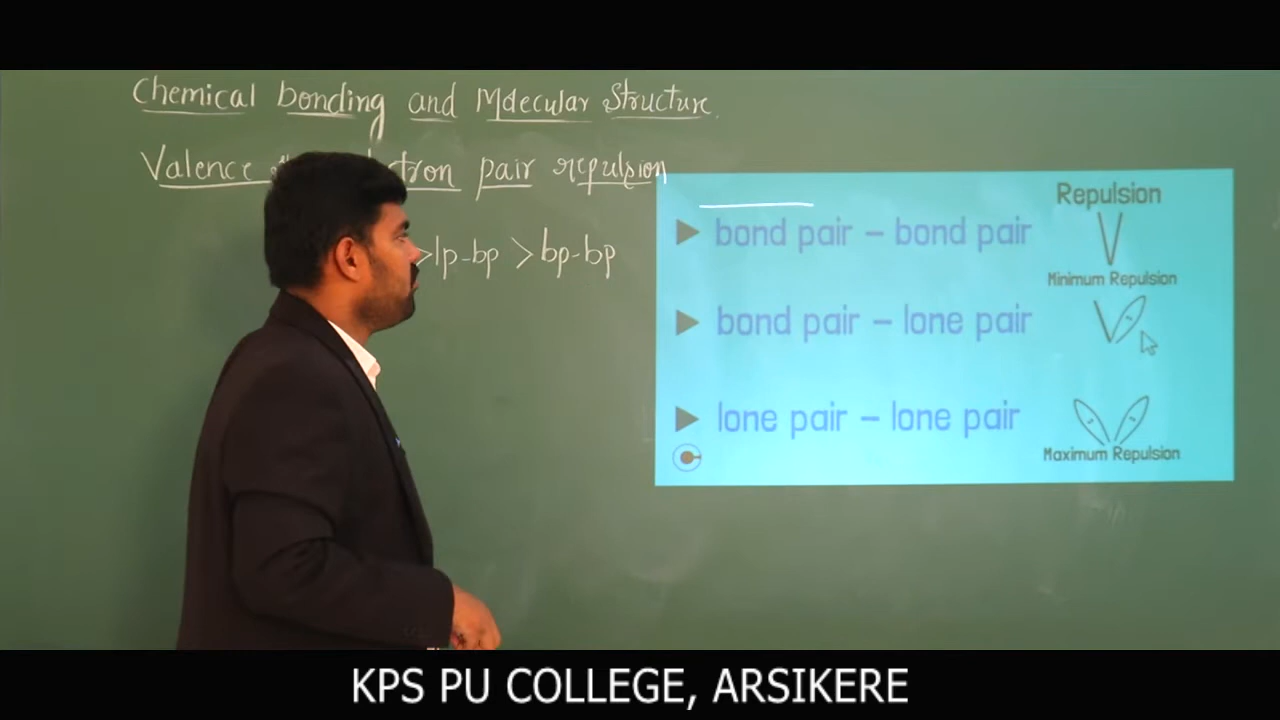 Chemical bonding and Molecular Structure.
Valence tron pair repulsion
>lp-bp > bp-bp
Repulsion
bond pair – bond pair
Minimum Repulsion
bond pair – lone pair
lone pair – lone pair
Maximum Repulsion
KPS PU COLLEGE, ARSIKERE